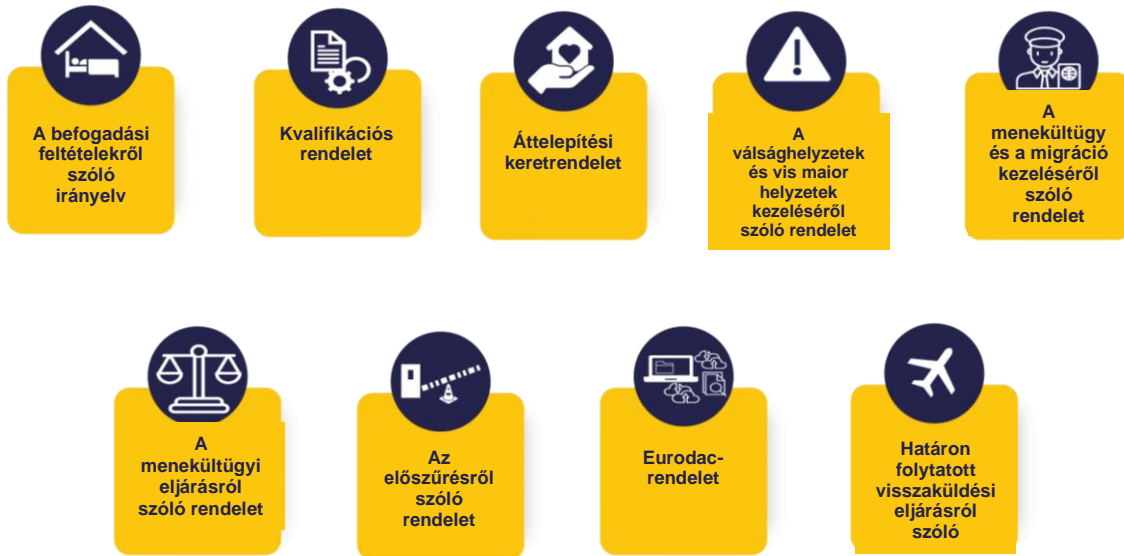 A befogadási
feltételekről
szóló
irányelv
Kvalifikációs
rendelet
Áttelepítési
keretrendelet
A
válsághelyzetek
és vis maior
helyzetek
kezeléséről
szóló rendelet
A
menekültügy
és a migráció
kezeléséről
szóló
rendelet
A
menekültügyi
eljárásról
szóló rendelet
Az
előszűrésről
szóló
rendelet
Eurodac-
rendelet
Határon
folytatott
visszaküldési
eljárásról
szóló